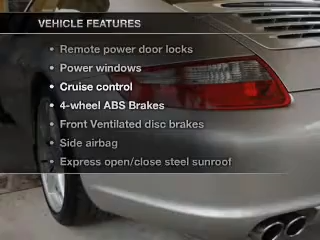 VEHICLE FEATURES
• Remote power door locks
• Power windows
• Cruise control
• 4-wheel ABS Brakes
• Front Ventilated disc brakes
• Side airbag
• Express open/close steel sunroof